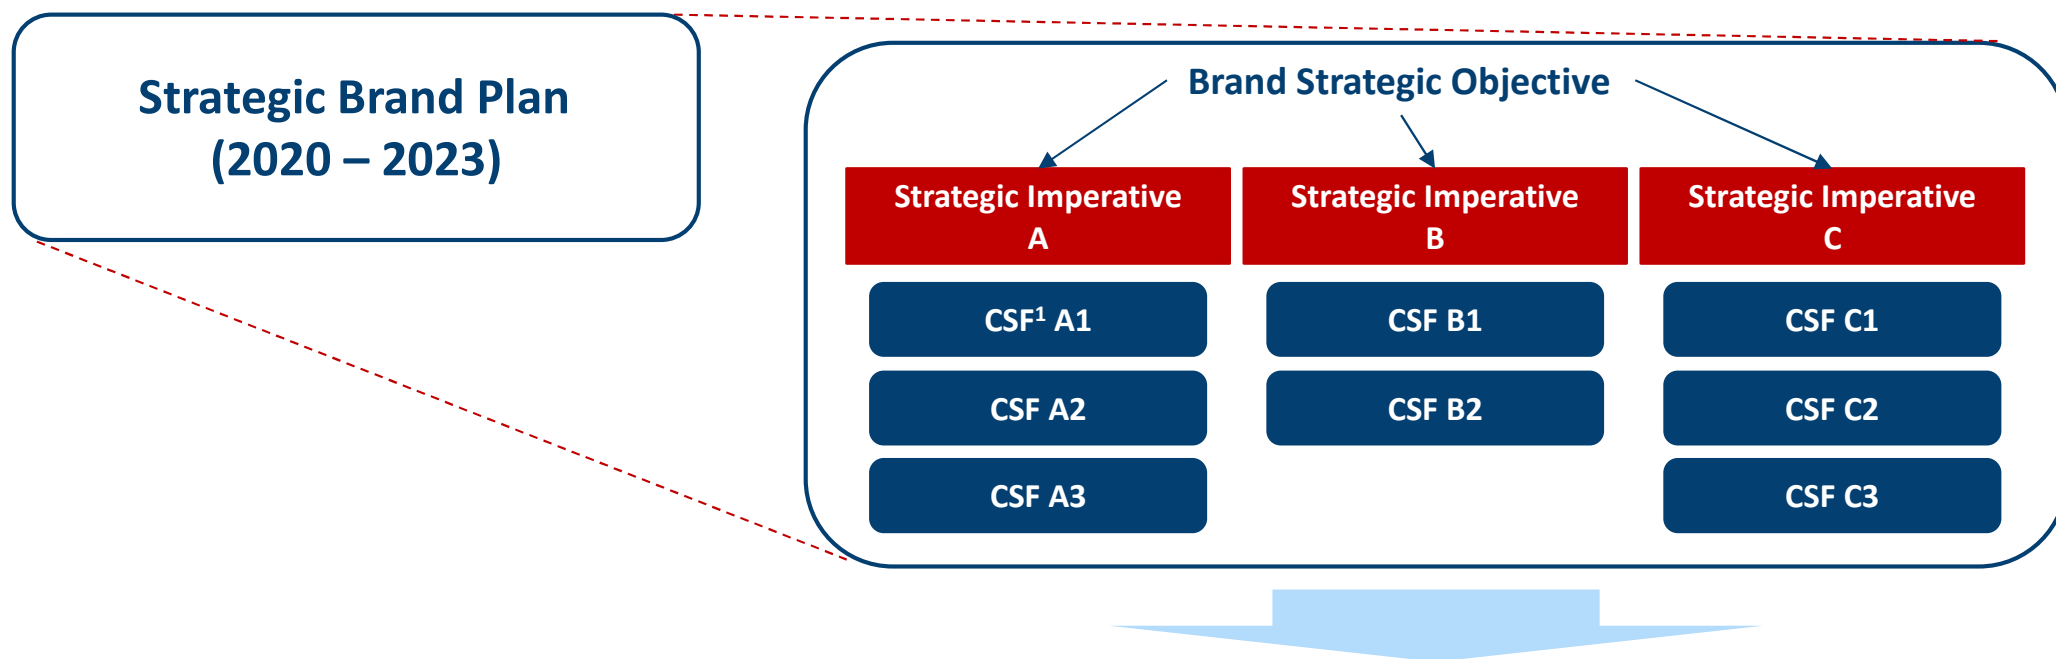 Strategic Brand Plan
(2020 – 2023)
Brand Strategic Objective
Strategic Imperative
A
Strategic Imperative
B
Strategic Imperative
C
CSF¹ A1
CSF B1
CSF C1
CSF A2
CSF B2
CSF C2
CSF A3
CSF C3